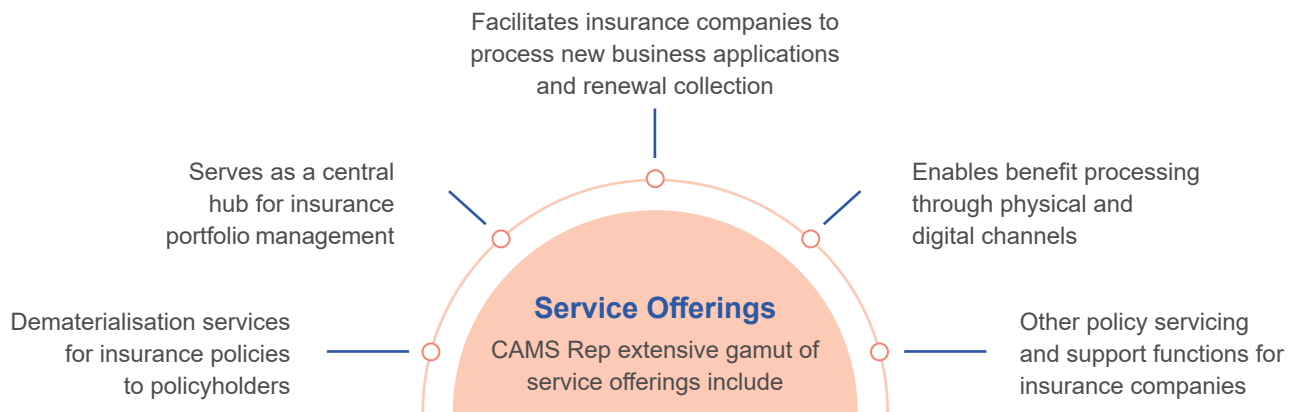 Facilitates insurance companies to
process new business applications
and renewal collection
Serves as a central
hub for insurance
portfolio management
Enables benefit processing
through physical and
digital channels
Dematerialisation services
for insurance policies
to policyholders
Service Offerings
CAMS Rep extensive gamut of
service offerings include
Other policy servicing
and support functions for
insurance companies